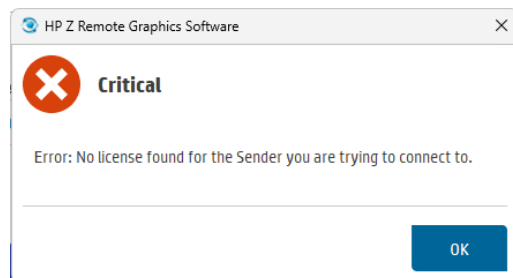 HP Z Remote Graphics Software
Critical
Error: No license found for the Sender you are trying to connect to.
OK